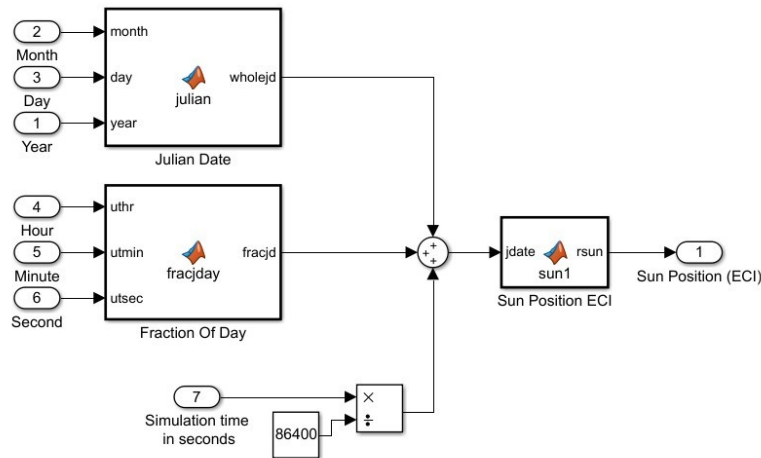 2
month
Month
3
day
wholejd
julian
Day
1
year
Year
Julian Date
4
uthr
Hour
5
utmin
fracjd
fracjday
Minute
6
utsec
Second
Fraction Of Day
+
+
+
jdate
rsun
sun1
Sun Position ECI
1
Sun Position (ECI)
7
Simulation time
in seconds
×
÷
86400